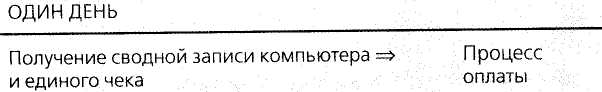 ОДИН ДЕНЬ
Получение сводной записи компьютера ⇒ Процесс
и единого чека оплаты